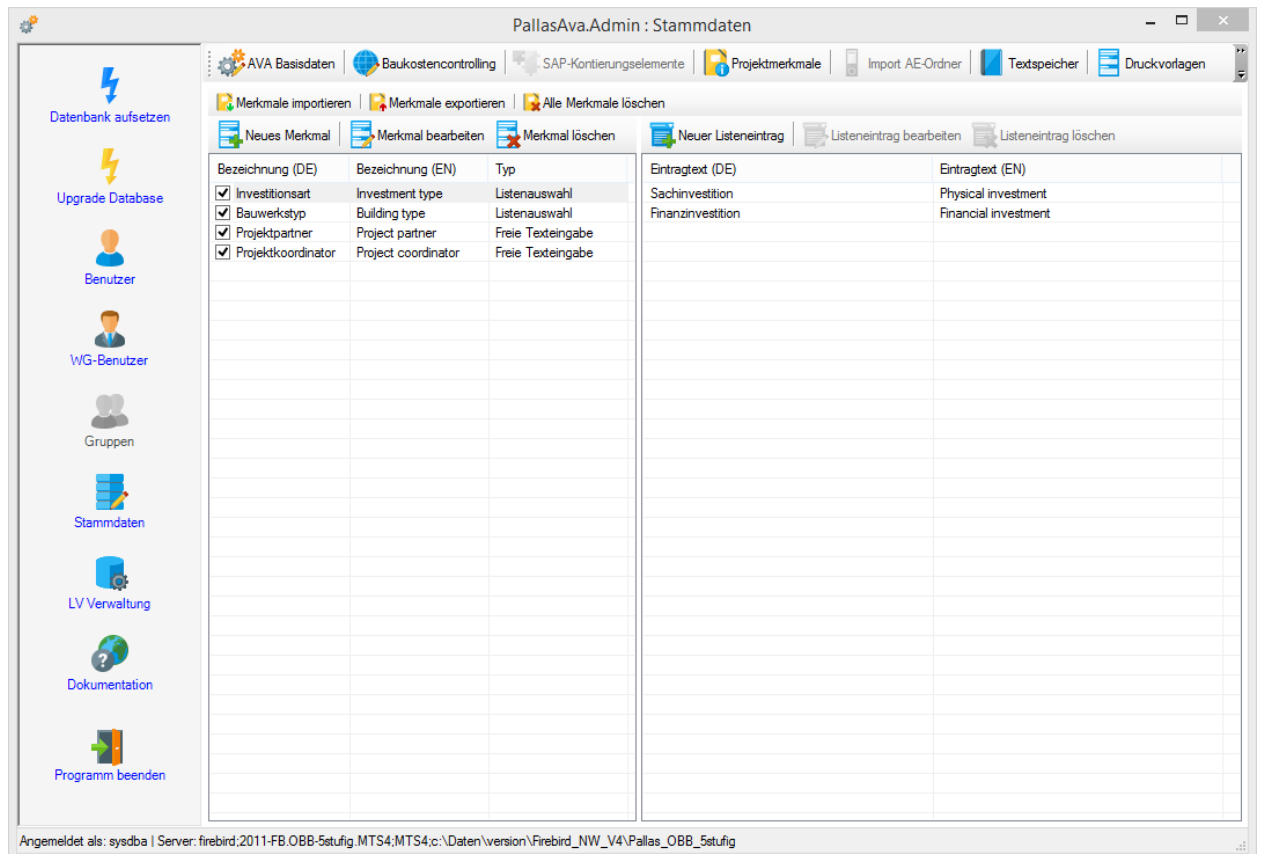 PallasAva.Admin : Stammdaten
AVA Basisdaten
Baukostencontrolling
SAP-Kontierungselemente
Projektmerkmale
Import AE-Ordner
Textspeicher
Druckvorlagen
Merkmale importieren
Merkmale exportieren
Alle Merkmale löschen
Neues Merkmal
Merkmal bearbeiten
Merkmal löschen
Neuer Listeneintrag
Listeneintrag bearbeiten
Listeneintrag löschen
Datenbank aufsetzen
Upgrade Database
Benutzer
WG-Benutzer
Gruppen
Stammdaten
LV Verwaltung
Dokumentation
Programm beenden
Bezeichnung (DE) Bezeichnung (EN) Typ
Investitionsart Investment type Listenauswahl
Bauwerkstyp Building type Listenauswahl
Projektpartner Project partner Freie Texteingabe
Projektkoordinator Project coordinator Freie Texteingabe
Eintragtext (DE) Eintragtext (EN)
Sachinvestition Physical investment
Finanzinvestition Financial investment
Angemeldet als: sysdba | Server: firebird;2011-FB.OBB-5stufig.MTS4;MTS4;c:\Daten\version\Firebird_NW_V4\Pallas_OBB_5stufig